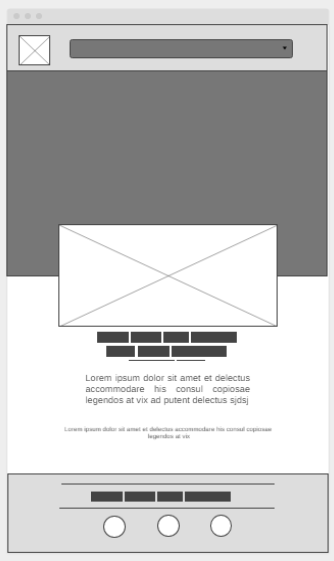 Lorem ipsum dolor sit amet et delectus
accommodare his consul copiosae
legendos at vix ad putent delectus sjdsj
Lorem ipsum dolor sit amet et delectus accommodare his consul copiosae
legendos at vix